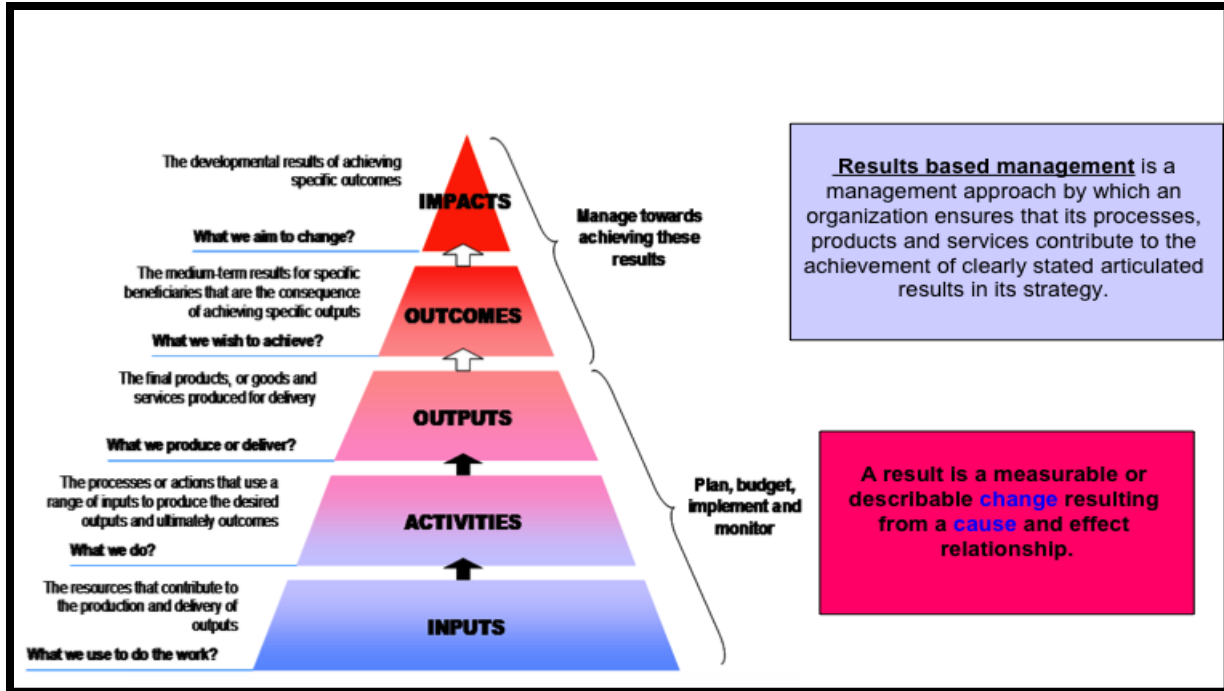 The developmental results of achieving
specific outcomes
IMPACTS
What we aim to change?
The medium-term results for specific
beneficiaries that are the consequence
of achieving specific outputs
OUTCOMES
What we wish to achieve?
The final products, or goods and
services produced for delivery
OUTPUTS
What we produce or deliver?
The processes or actions that use a
range of inputs to produce the desired
outputs and ultimately outcomes
ACTIVITIES
What we do?
The resources that contribute to
the production and delivery of
outputs
INPUTS
What we use to do the work?
Manage towards
achieving these
results
Plan, budget,
implement and
monitor
Results based management is a
management approach by which an
organization ensures that its processes,
products and services contribute to the
achievement of clearly stated articulated
results in its strategy.
A result is a measurable or
describable change resulting
from a cause and effect
relationship.